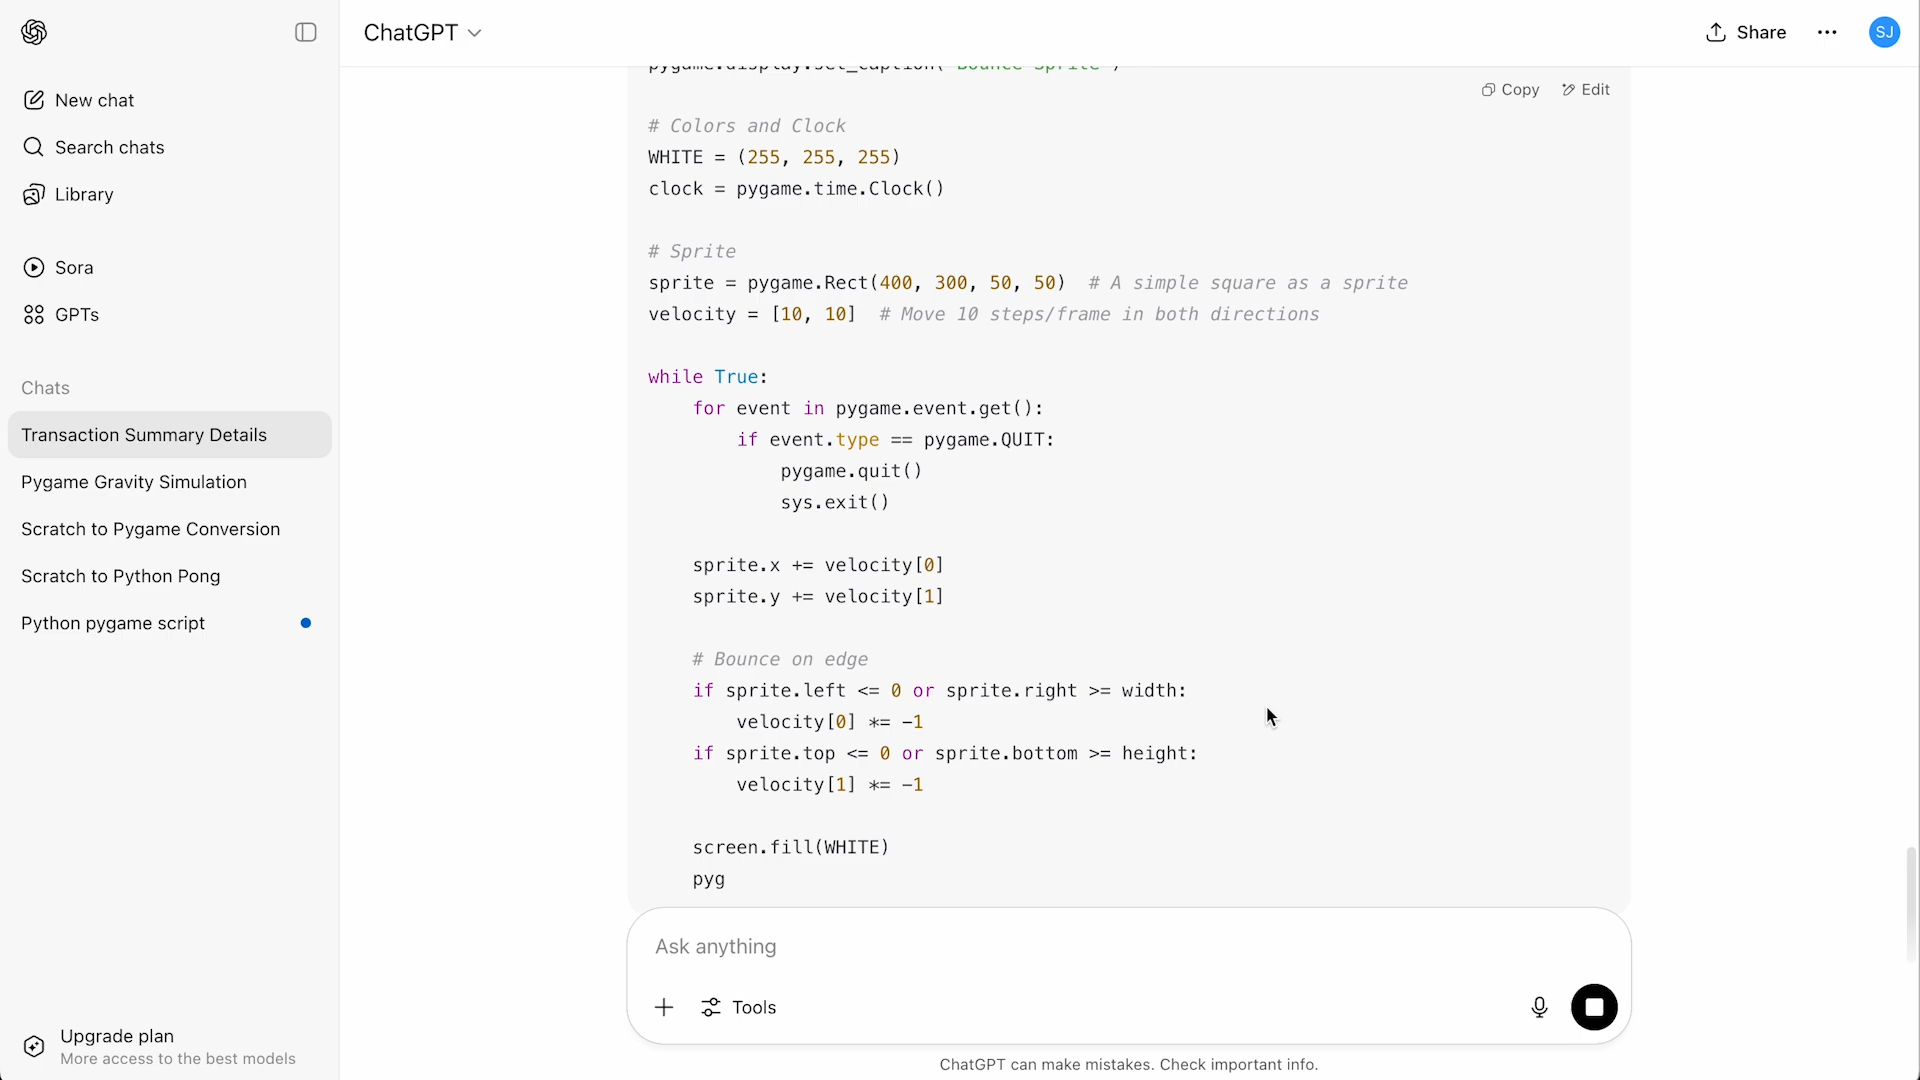 ChatGPT
Share
SJ
New chat
Search chats
Library
Sora
GPTs
Chats
Transaction Summary Details
Pygame Gravity Simulation
Scratch to Pygame Conversion
Scratch to Python Pong
Python pygame script
Upgrade plan
More access to the best models
pygame.display.set_caption("Bounce Sprite")
Copy
Edit
# Colors and Clock
WHITE = (255, 255, 255)
clock = pygame.time.Clock()
# Sprite
sprite = pygame.Rect(400, 300, 50, 50)  # A simple square as a sprite
velocity = [10, 10]  # Move 10 steps/frame in both directions
while True:
    for event in pygame.event.get():
        if event.type == pygame.QUIT:
            pygame.quit()
            sys.exit()
    sprite.x += velocity[0]
    sprite.y += velocity[1]
    # Bounce on edge
    if sprite.left <= 0 or sprite.right >= width:
        velocity[0] *= -1
    if sprite.top <= 0 or sprite.bottom >= height:
        velocity[1] *= -1
    screen.fill(WHITE)
    pyg
Ask anything
Tools
ChatGPT can make mistakes. Check important info.